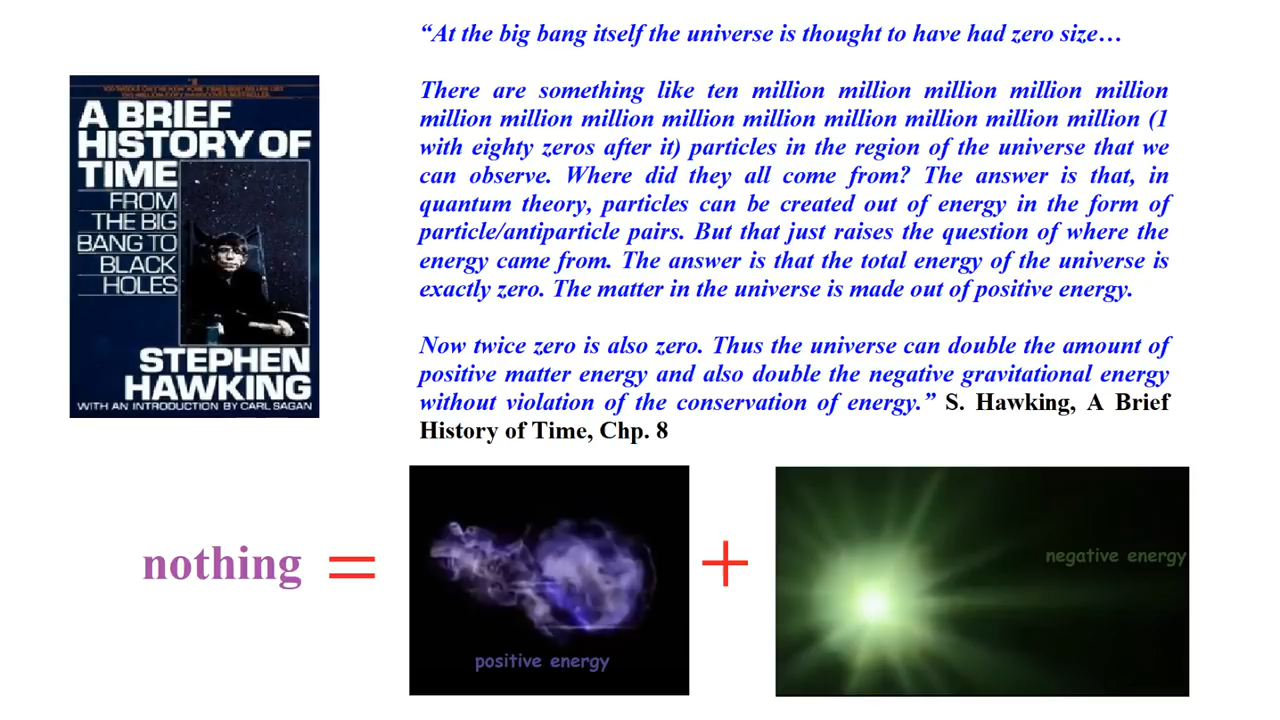 “At the big bang itself the universe is thought to have had zero size…
There are something like ten million million million million million
million million million million million million million million (1
with eighty zeros after it) particles in the region of the universe that we
can observe. Where did they all come from? The answer is that, in
quantum theory, particles can be created out of energy in the form of
particle/antiparticle pairs. But that just raises the question of where the
energy came from. The answer is that the total energy of the universe is
exactly zero. The matter in the universe is made out of positive energy.
Now twice zero is also zero. Thus the universe can double the amount of
positive matter energy and also double the negative gravitational energy
without violation of the conservation of energy.” S. Hawking, A Brief
History of Time, Chp. 8
A BRIEF
HISTORY OF
TIME
FROM
THE BIG
BANG TO
BLACK
HOLES
STEPHEN
HAWKING
WITH AN INTRODUCTION BY CARL SAGAN
nothing = +
positive energy
negative energy